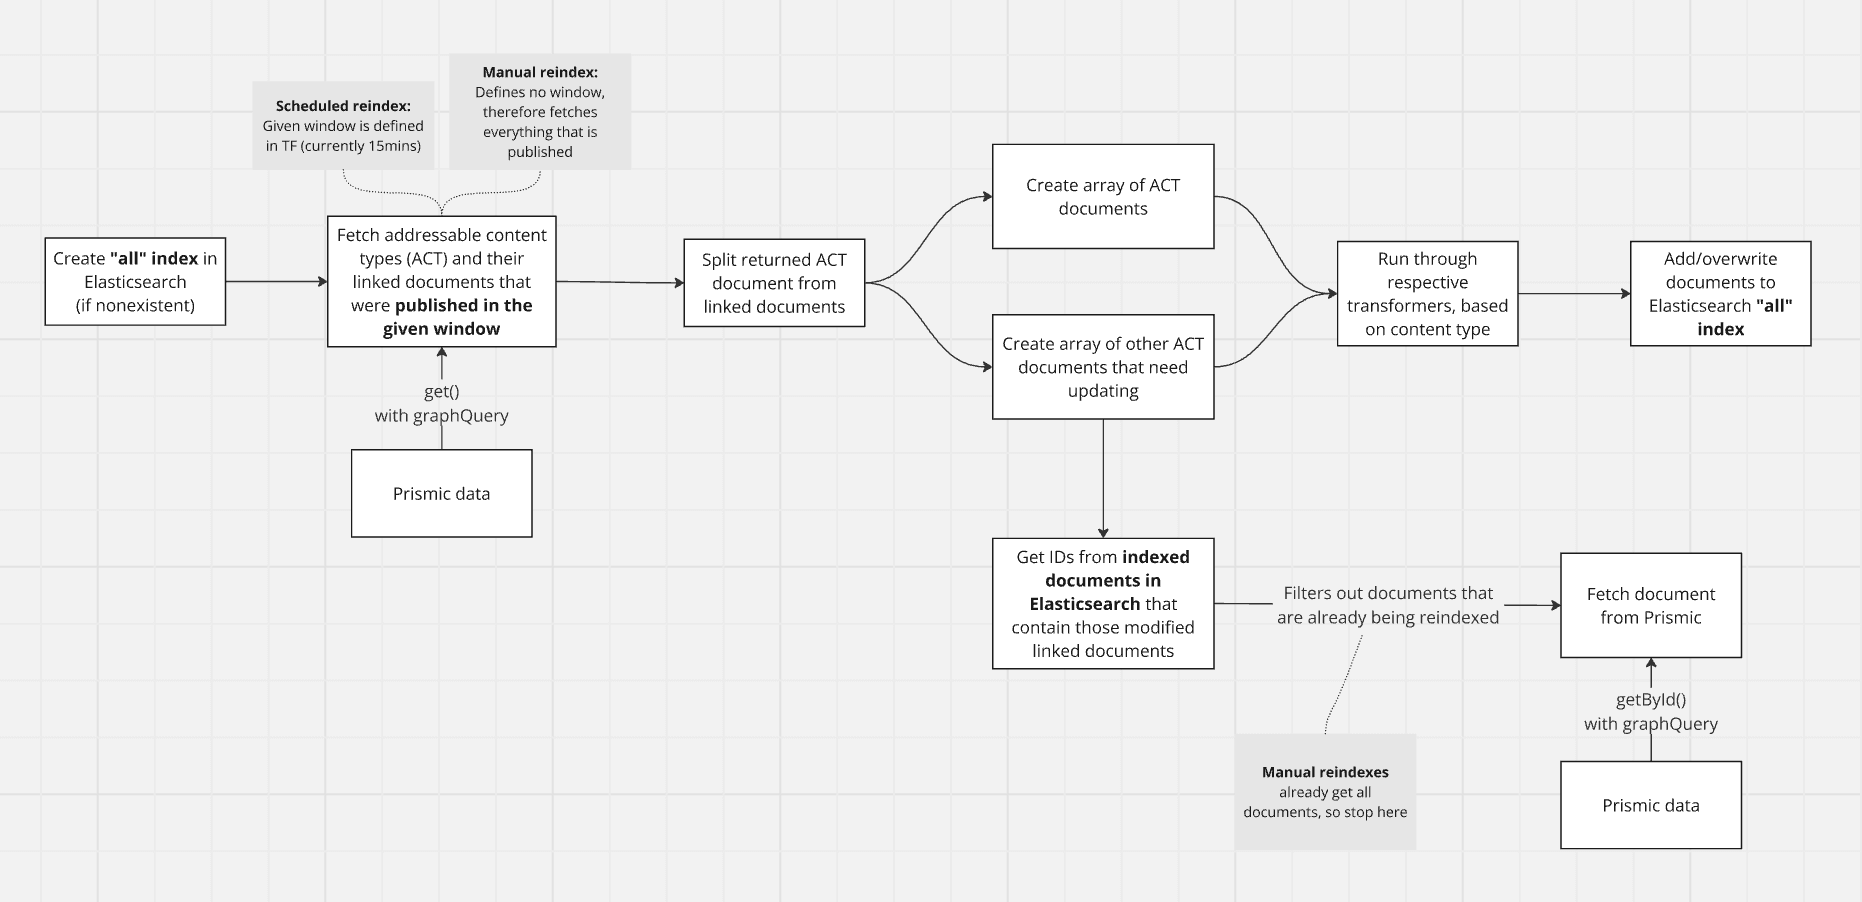 Scheduled reindex:
Given window is defined
in TF (currently 15mins)
Manual reindex:
Defines no window,
therefore fetches
everything that is
published
Create "all" index in
Elasticsearch
(if nonexistent)
Fetch addressable content
types (ACT) and their
linked documents that
were published in the
given window
get()
with graphQuery
Prismic data
Split returned ACT
document from
linked documents
Create array of ACT
documents
Create array of other ACT
documents that need
updating
Run through
respective
transformers, based
on content type
Add/overwrite
documents to
Elasticsearch "all"
index
Get IDs from indexed
documents in
Elasticsearch that
contain those modified
linked documents
Filters out documents that
are already being reindexed
Manual reindexes
already get all
documents, so stop here
Fetch document
from Prismic
getById()
with graphQuery
Prismic data